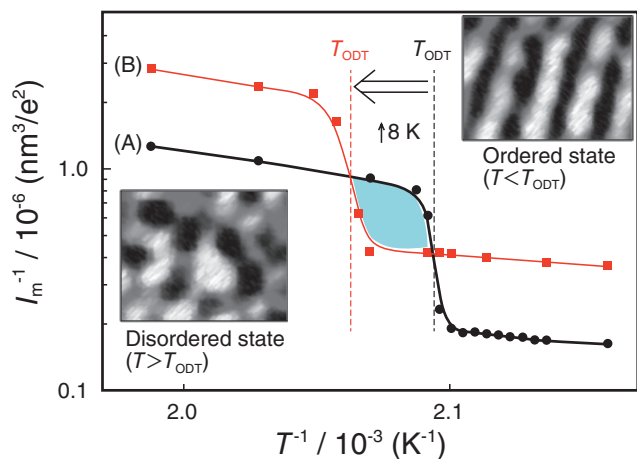 T_ODT T_ODT
(B)
↑8 K
(A)
Ordered state
(T<T_ODT)
Disordered state
(T>T_ODT)
1.0
0.1
I_m^-1 / 10^-6 (nm^3/e^2)
2.0 2.1
T^-1 / 10^-3 (K^-1)